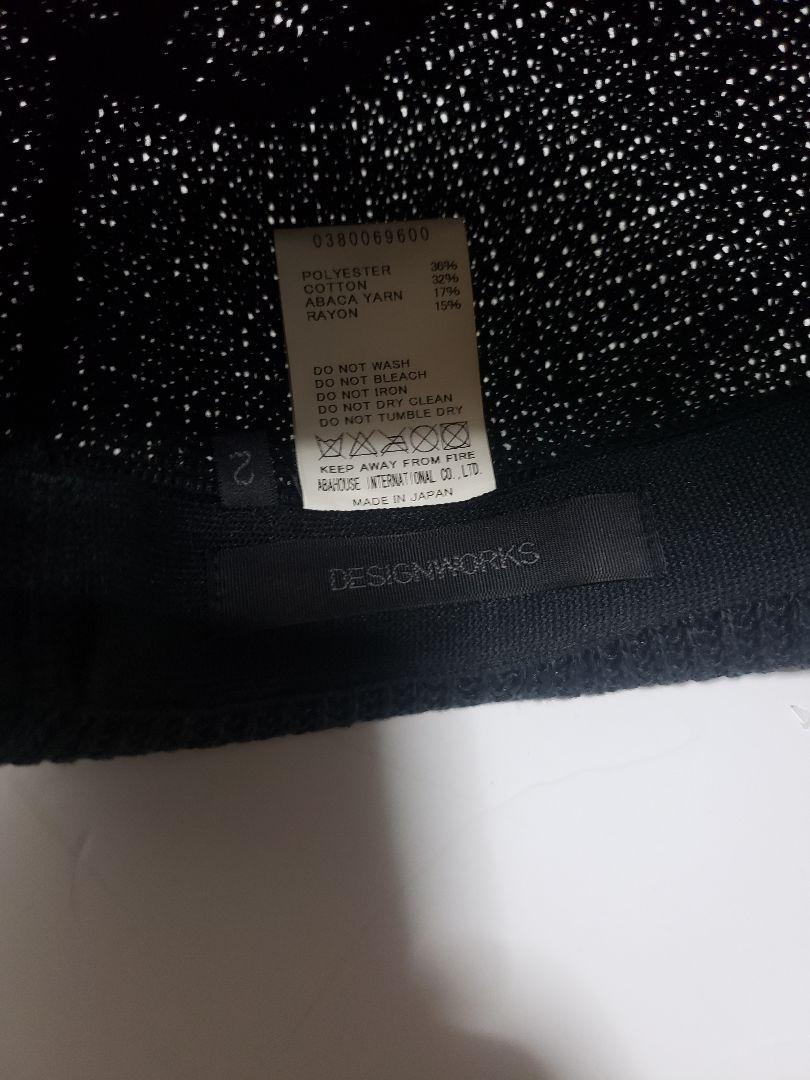 0380069600
POLYESTER 36%
COTTON 32%
ABACA YARN 17%
RAYON 15%
DO NOT WASH
DO NOT BLEACH
DO NOT IRON
DO NOT DRY CLEAN
DO NOT TUMBLE DRY
KEEP AWAY FROM FIRE
ABAHOUSE INTERNATIONAL CO.,LTD.
MADE IN JAPAN
2
DESIGNWORKS